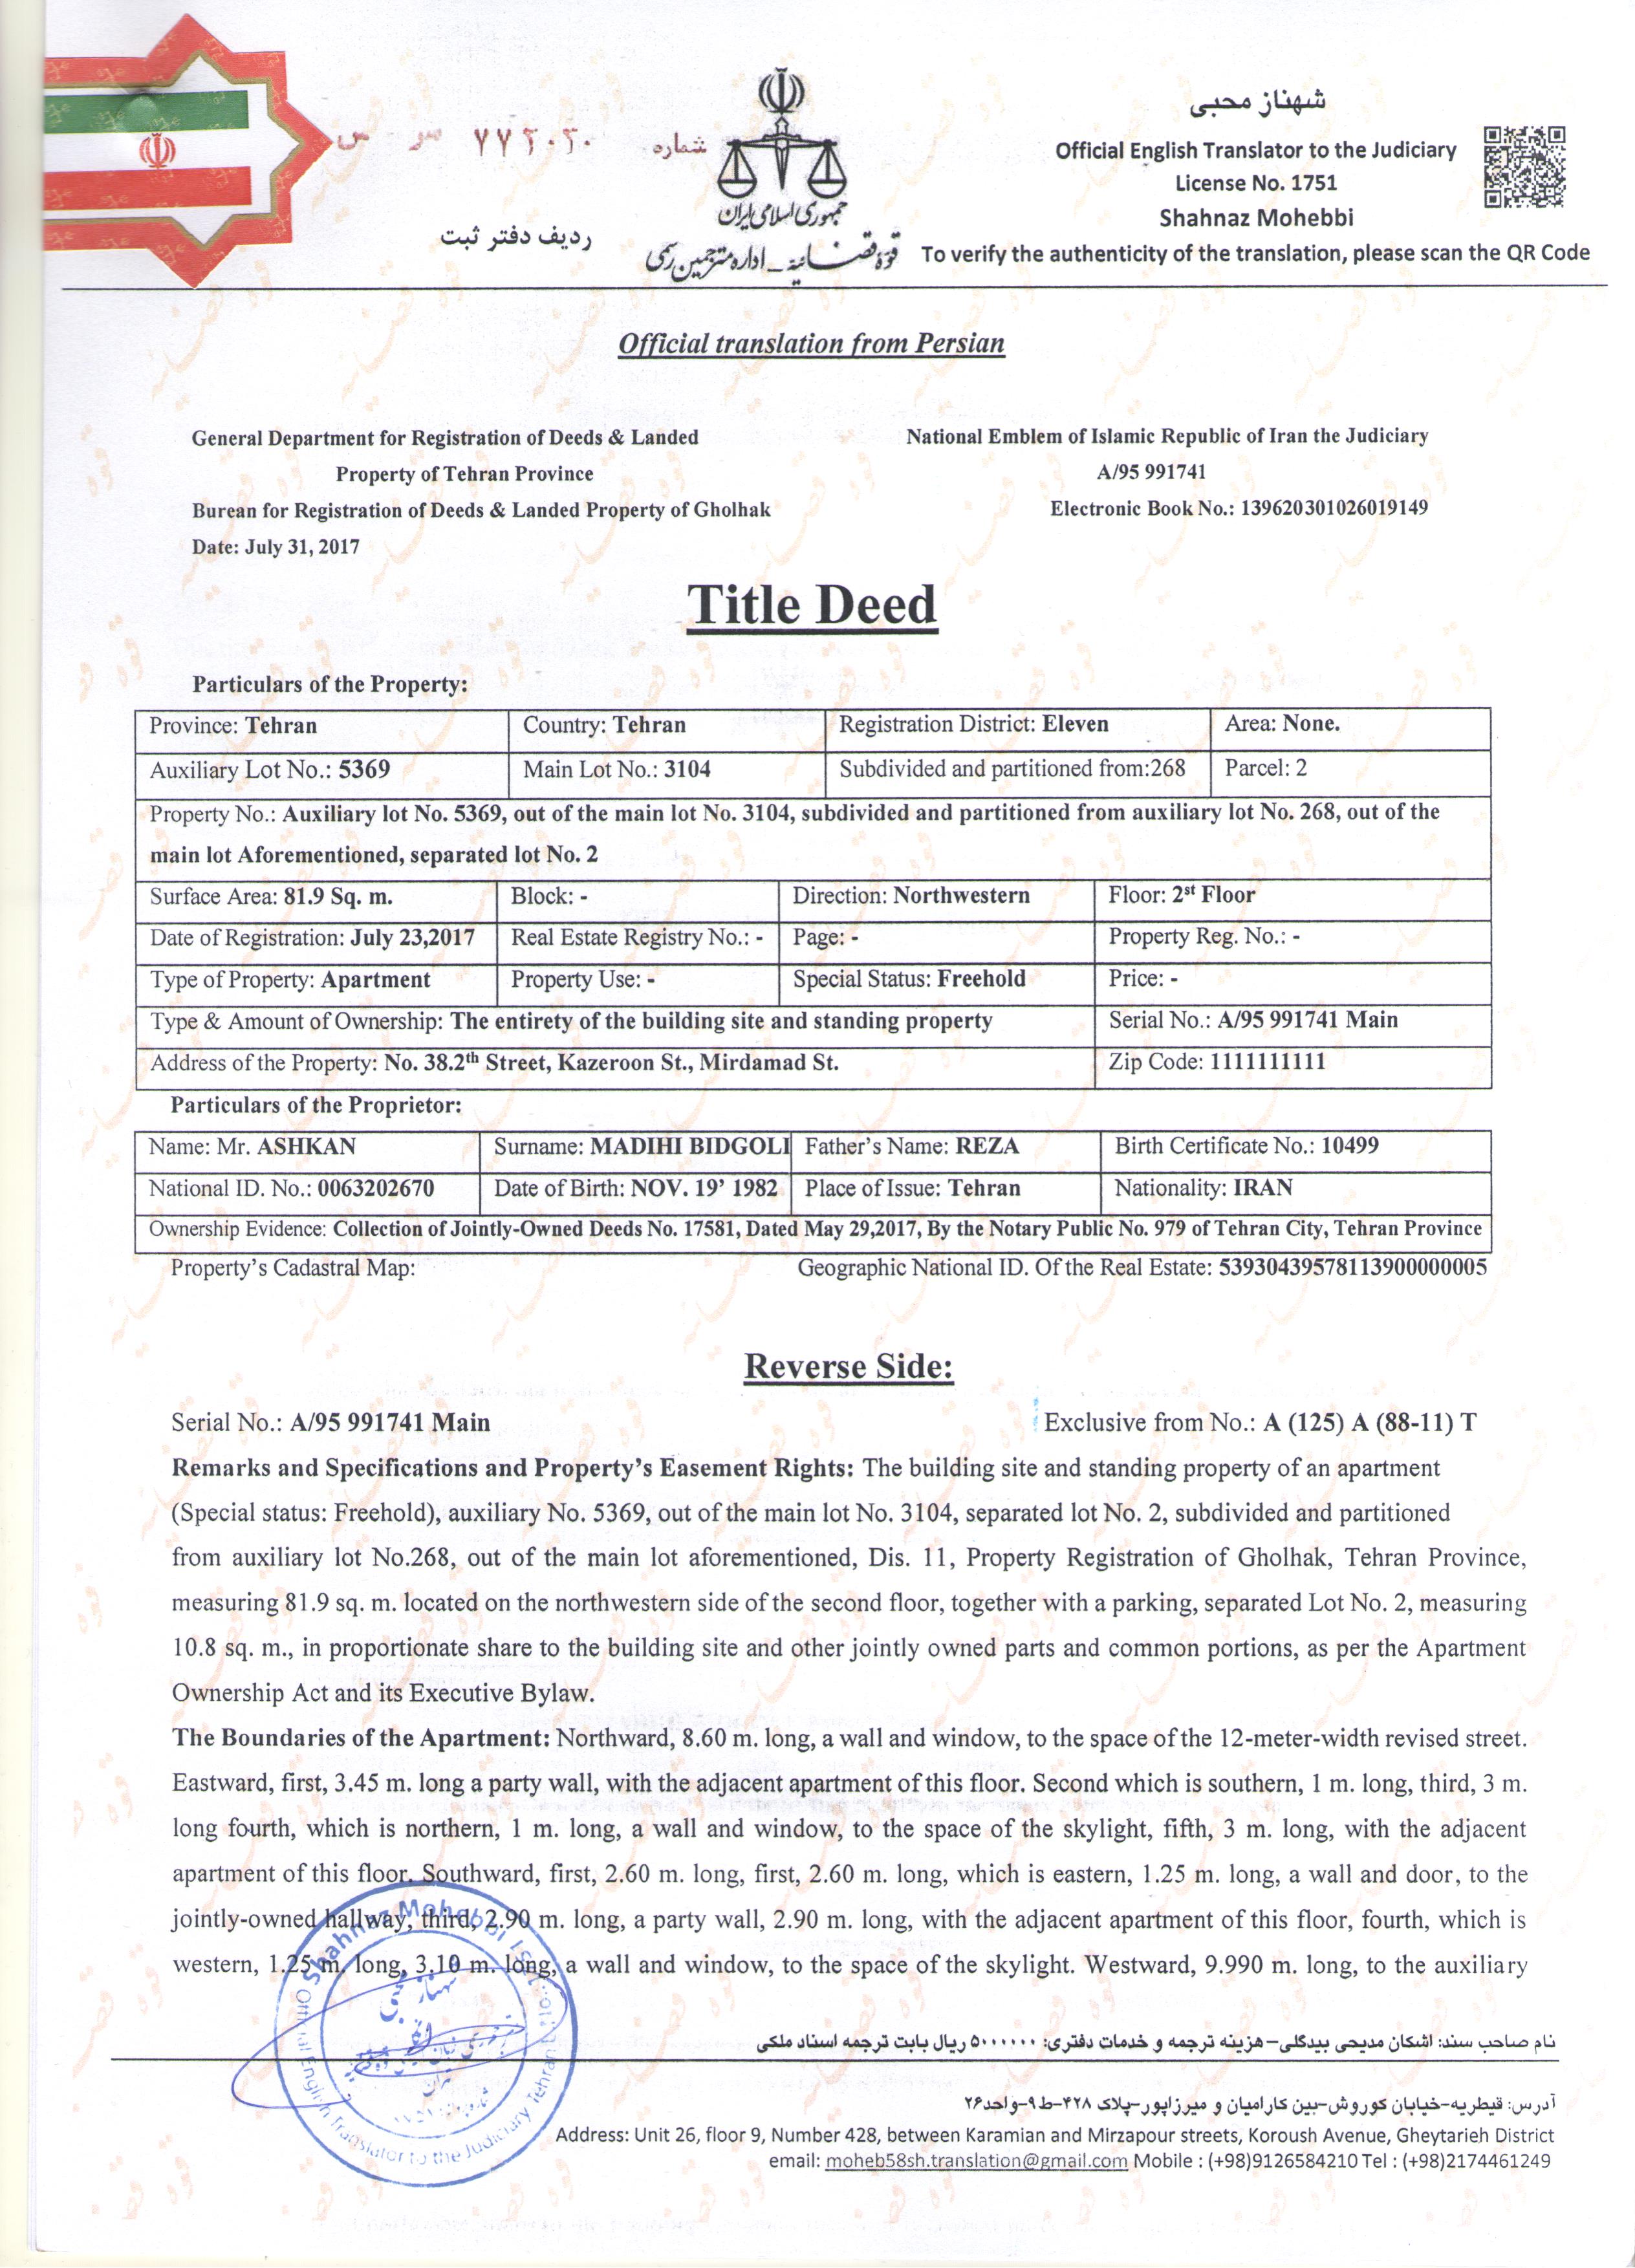 شماره ۷۷۲۰۲۰ س س
جمهوری اسلامی ایران
قوه قضائیه - اداره مترجمین رسمی
ردیف دفتر ثبت
شهناز محبی
Official English Translator to the Judiciary
License No. 1751
Shahnaz Mohebbi
To verify the authenticity of the translation, please scan the QR Code
Official translation from Persian
General Department for Registration of Deeds & Landed
Property of Tehran Province
Burean for Registration of Deeds & Landed Property of Gholhak
Date: July 31, 2017
National Emblem of Islamic Republic of Iran the Judiciary
A/95 991741
Electronic Book No.: 139620301026019149
Title Deed
Particulars of the Property:
Province: Tehran Country: Tehran Registration District: Eleven Area: None.
Auxiliary Lot No.: 5369 Main Lot No.: 3104 Subdivided and partitioned from:268 Parcel: 2
Property No.: Auxiliary lot No. 5369, out of the main lot No. 3104, subdivided and partitioned from auxiliary lot No. 268, out of the
main lot Aforementioned, separated lot No. 2
Surface Area: 81.9 Sq. m. Block: - Direction: Northwestern Floor: 2st Floor
Date of Registration: July 23,2017 Real Estate Registry No.: - Page: - Property Reg. No.: -
Type of Property: Apartment Property Use: - Special Status: Freehold Price: -
Type & Amount of Ownership: The entirety of the building site and standing property Serial No.: A/95 991741 Main
Address of the Property: No. 38.2th Street, Kazeroon St., Mirdamad St. Zip Code: 1111111111
Particulars of the Proprietor:
Name: Mr. ASHKAN Surname: MADIHI BIDGOLI Father's Name: REZA Birth Certificate No.: 10499
National ID. No.: 0063202670 Date of Birth: NOV. 19' 1982 Place of Issue: Tehran Nationality: IRAN
Ownership Evidence: Collection of Jointly-Owned Deeds No. 17581, Dated May 29,2017, By the Notary Public No. 979 of Tehran City, Tehran Province
Property's Cadastral Map: Geographic National ID. Of the Real Estate: 53930439578113900000005
Reverse Side:
Serial No.: A/95 991741 Main Exclusive from No.: A (125) A (88-11) T
Remarks and Specifications and Property's Easement Rights: The building site and standing property of an apartment
(Special status: Freehold), auxiliary No. 5369, out of the main lot No. 3104, separated lot No. 2, subdivided and partitioned
from auxiliary lot No.268, out of the main lot aforementioned, Dis. 11, Property Registration of Gholhak, Tehran Province,
measuring 81.9 sq. m. located on the northwestern side of the second floor, together with a parking, separated Lot No. 2, measuring
10.8 sq. m., in proportionate share to the building site and other jointly owned parts and common portions, as per the Apartment
Ownership Act and its Executive Bylaw.
The Boundaries of the Apartment: Northward, 8.60 m. long, a wall and window, to the space of the 12-meter-width revised street.
Eastward, first, 3.45 m. long a party wall, with the adjacent apartment of this floor. Second which is southern, 1 m. long, third, 3 m.
long fourth, which is northern, 1 m. long, a wall and window, to the space of the skylight, fifth, 3 m. long, with the adjacent
apartment of this floor. Southward, first, 2.60 m. long, first, 2.60 m. long, which is eastern, 1.25 m. long, a wall and door, to the
jointly-owned hallway, third, 2.90 m. long, a party wall, 2.90 m. long, with the adjacent apartment of this floor, fourth, which is
western, 1.25 m. long, 3.10 m. long, a wall and window, to the space of the skylight. Westward, 9.990 m. long, to the auxiliary
Shahnaz Mohebbi
Official English Translator to the Judiciary Tehran
نام صاحب سند: اشکان مدیحی بیدگلی-هزینه ترجمه و خدمات دفتری: ۵۰۰۰۰۰۰ ریال بابت ترجمه اسناد ملکی
آدرس: قیطریه-خیابان کوروش-بین کارامیان و میرزاپور-پلاک ۴۲۸-ط۹-واحد۲۶
Address: Unit 26, floor 9, Number 428, between Karamian and Mirzapour streets, Koroush Avenue, Gheytarieh District
email: moheb58sh.translation@gmail.com Mobile : (+98)9126584210 Tel : (+98)2174461249